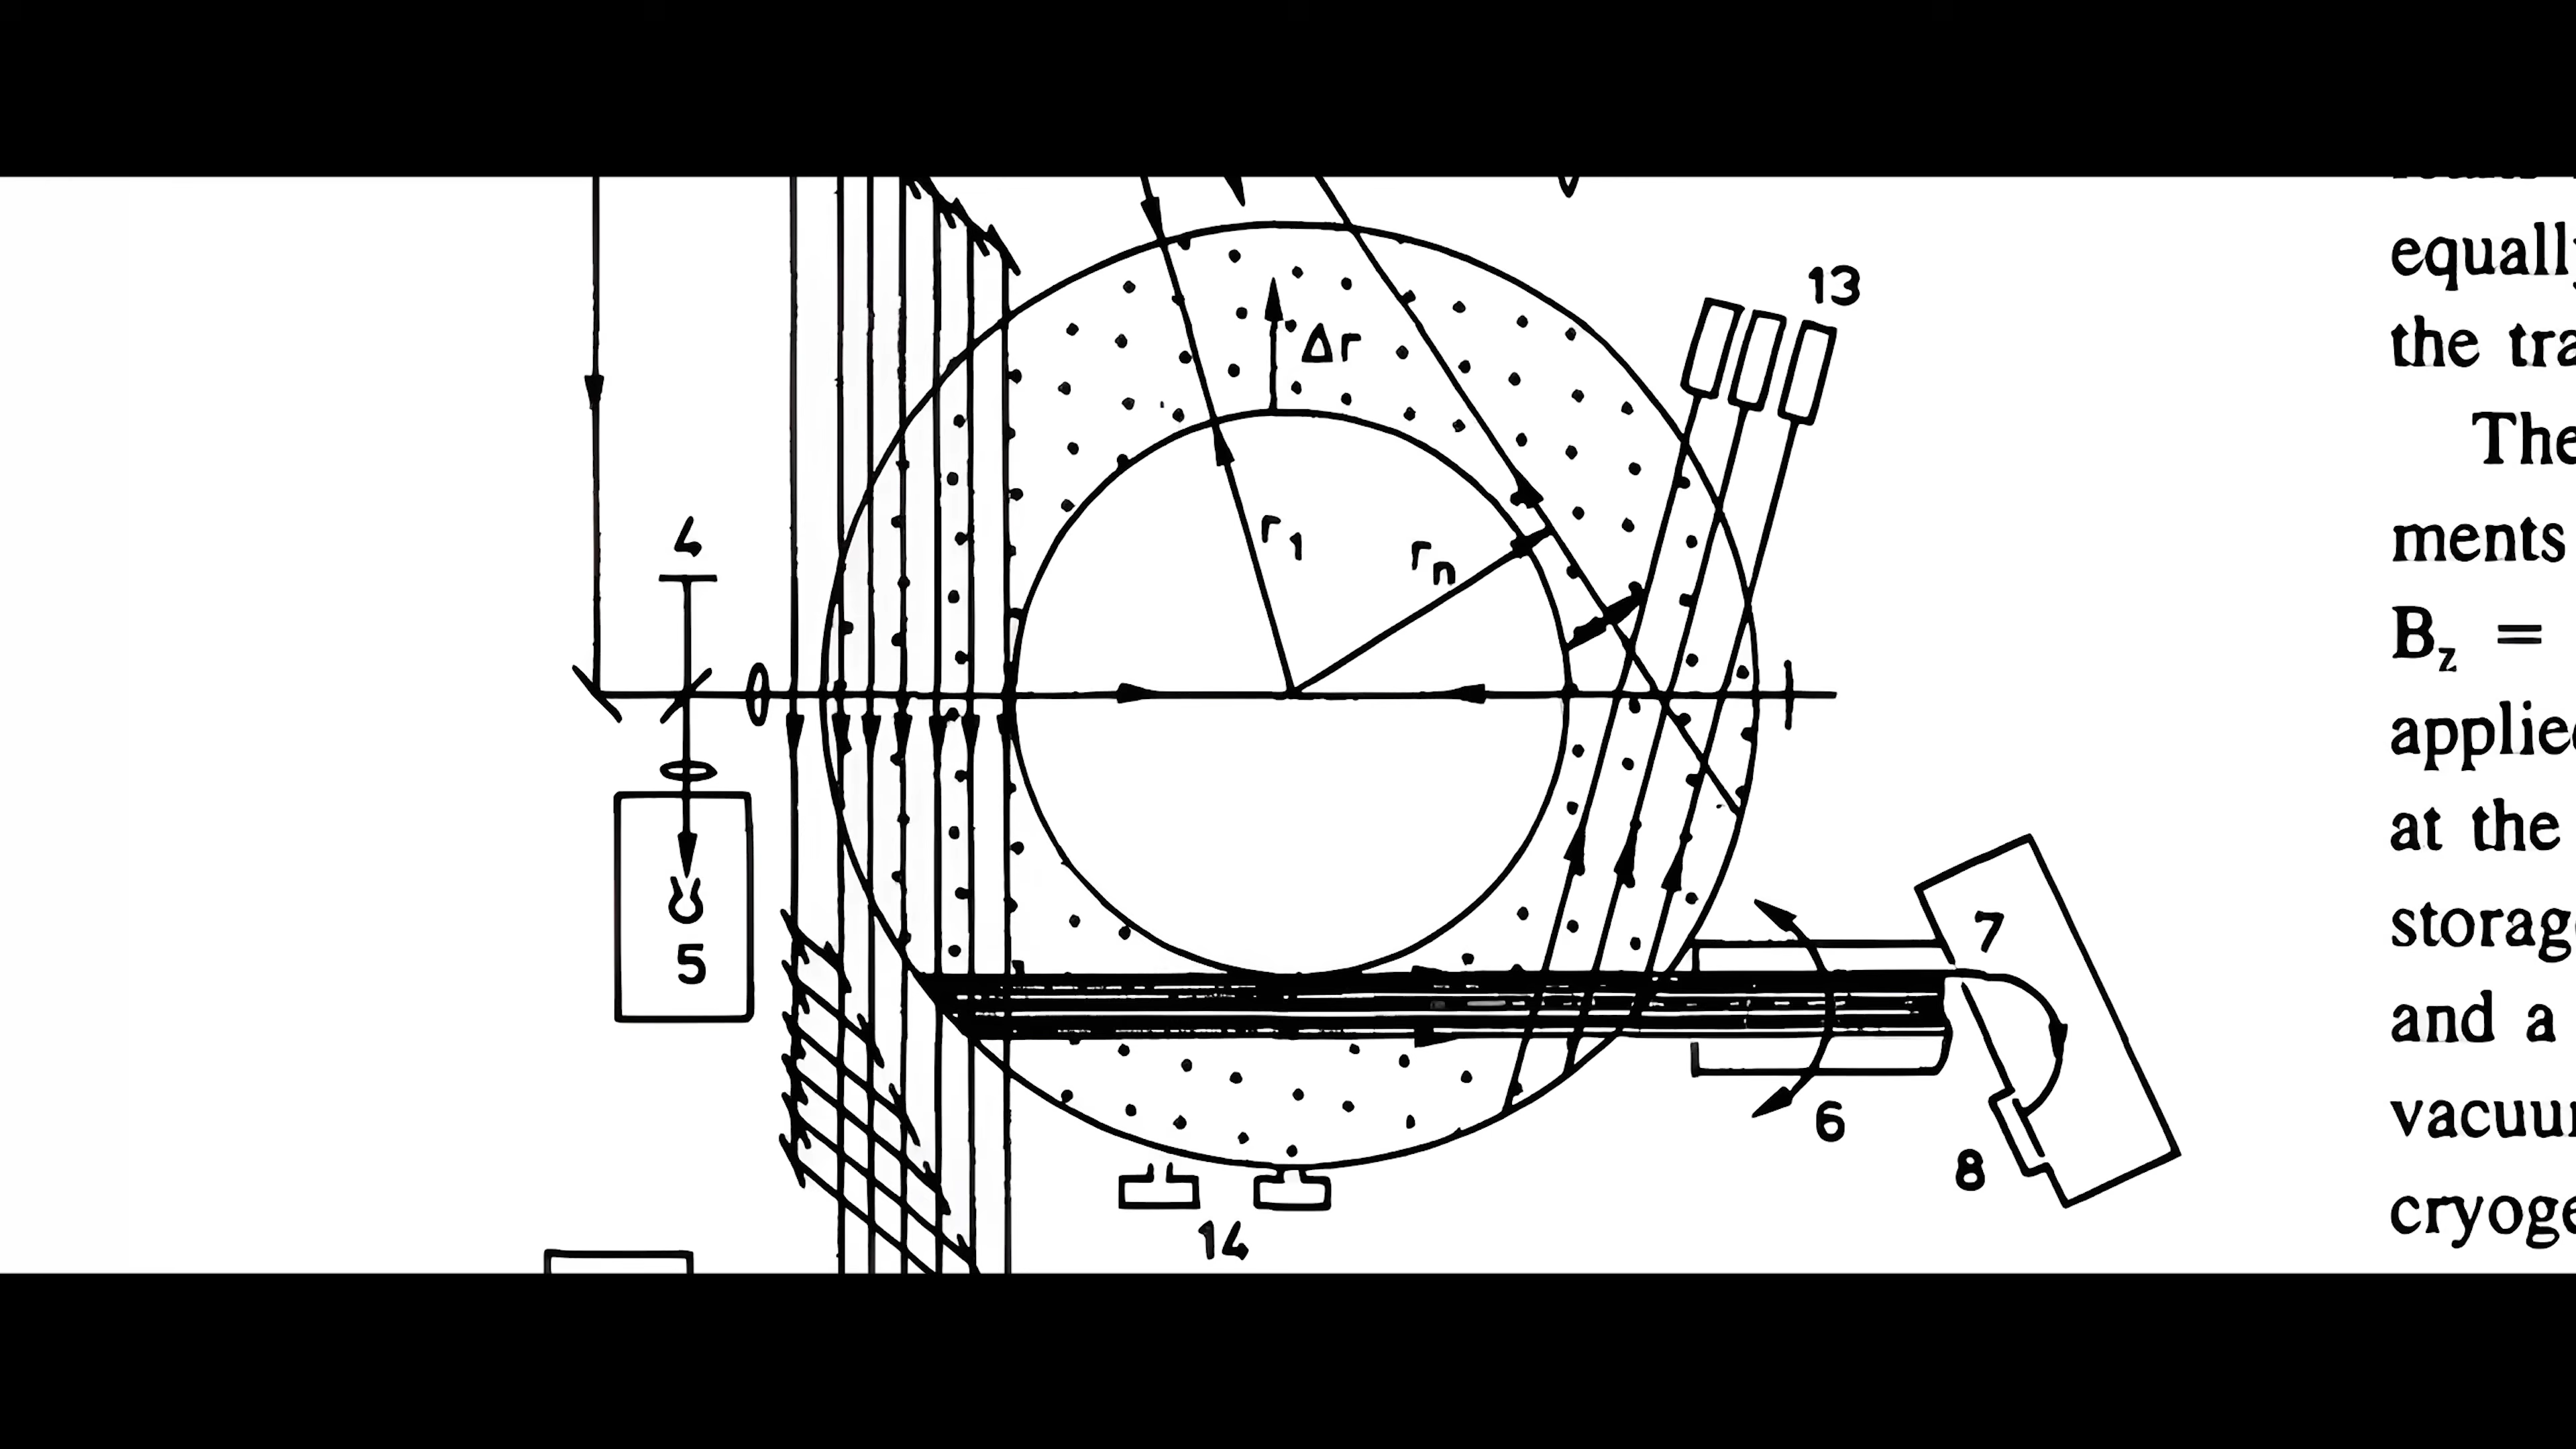 equall
13
the tra
Δr
The
4
r1
rn
ments
Bz =
applie
at the
5
7
storag
and a
6
vacuu
8
cryoge
14